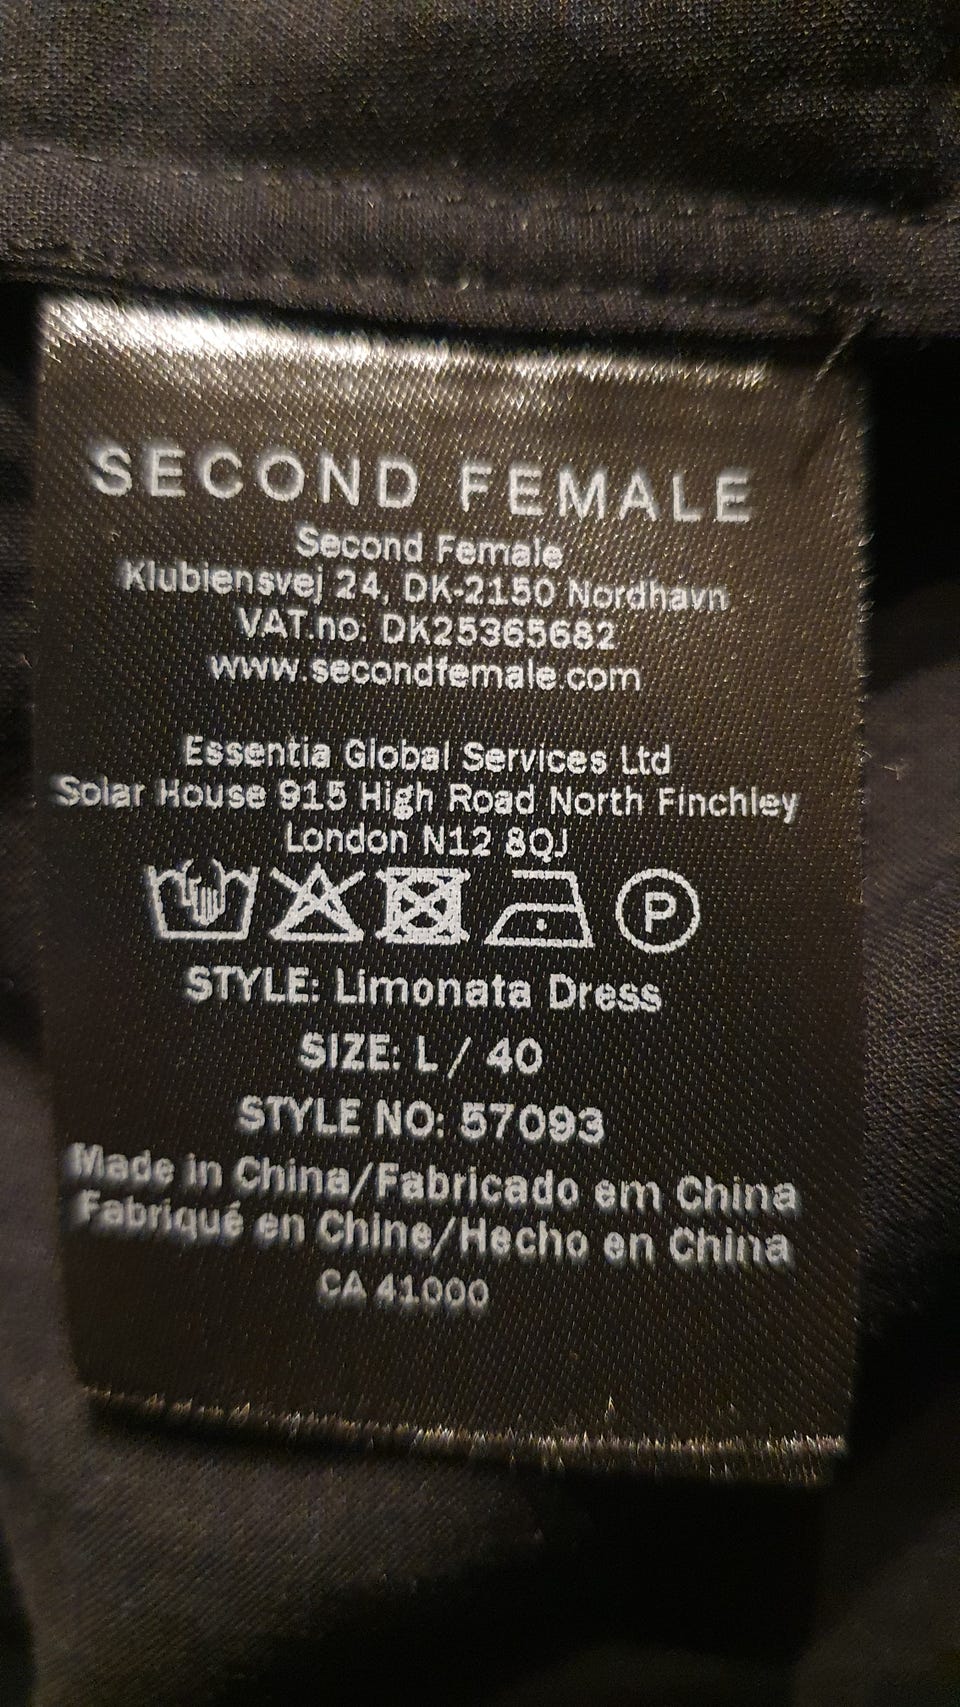 SECOND FEMALE
Second Female
Klubiensvej 24, DK-2150 Nordhavn
VAT.no: DK25365682
www.secondfemale.com
Essentia Global Services Ltd
Solar House 915 High Road North Finchley
London N12 8QJ
P
STYLE: Limonata Dress
SIZE: L / 40
STYLE NO: 57093
Made in China/Fabricado em China
Fabriqué en Chine/Hecho en China
CA 41000